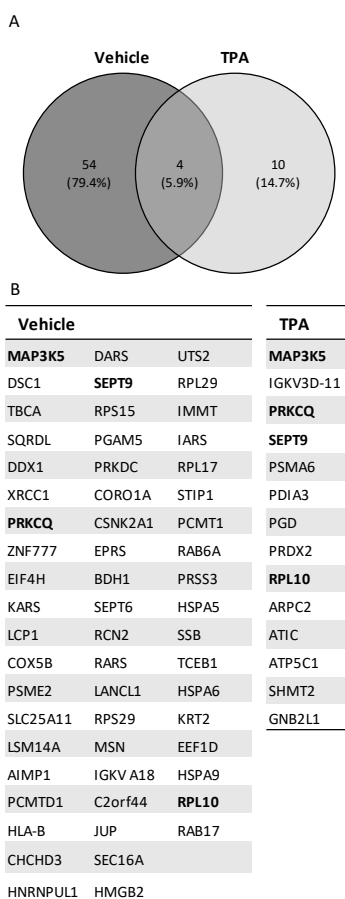 A
Vehicle TPA
54 4 10
(79.4%) (5.9%) (14.7%)
B
Vehicle TPA
MAP3K5 DARS UTS2 MAP3K5
DSC1 SEPT9 RPL29 IGKV3D-11
TBCA RPS15 IMMT PRKCQ
SQRDL PGAM5 IARS SEPT9
DDX1 PRKDC RPL17 PSMA6
XRCC1 CORO1A STIP1 PDIA3
PRKCQ CSNK2A1 PCMT1 PGD
ZNF777 EPRS RAB6A PRDX2
EIF4H BDH1 PRSS3 RPL10
KARS SEPT6 HSPA5 ARPC2
LCP1 RCN2 SSB ATIC
COX5B RARS TCEB1 ATP5C1
PSME2 LANCL1 HSPA6 SHMT2
SLC25A11 RPS29 KRT2 GNB2L1
LSM14A MSN EEF1D
AIMP1 IGKV A18 HSPA9
PCMTD1 C2orf44 RPL10
HLA-B JUP RAB17
CHCHD3 SEC16A
HNRNPUL1 HMGB2